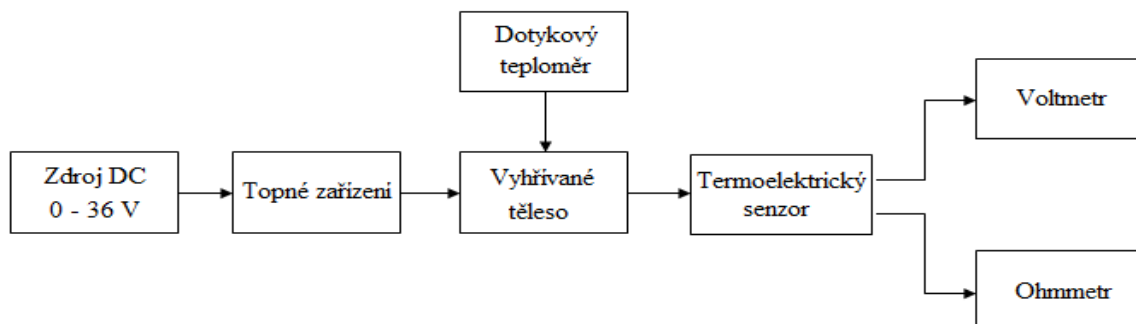 Dotykový
teploměr
Voltmetr
Zdroj DC
0 - 36 V
Topné zařízení
Vyhřívané
těleso
Termoelektrický
senzor
Ohmmetr